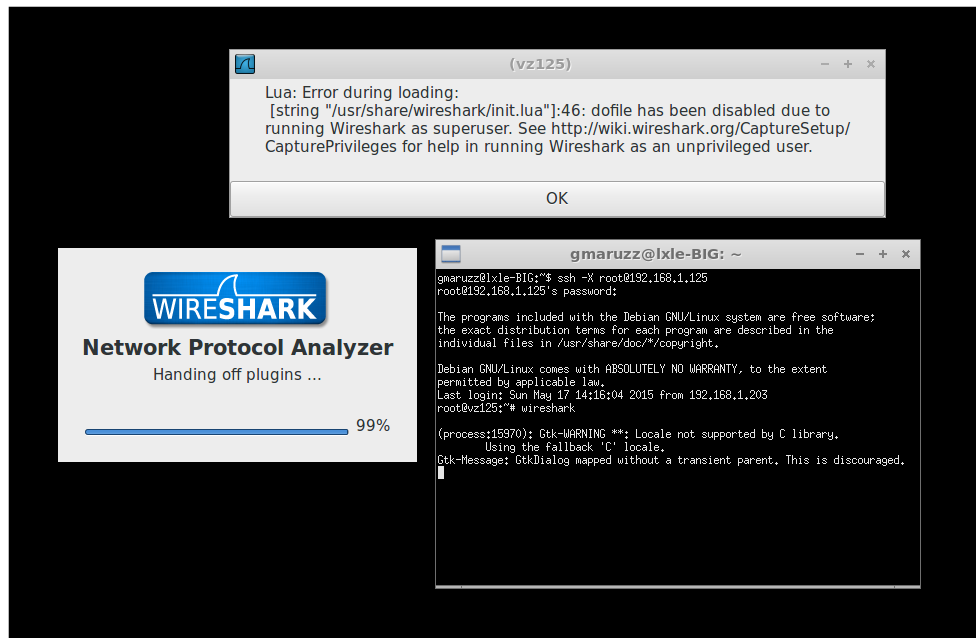 (vz125)
Lua: Error during loading:
[string "/usr/share/wireshark/init.lua"]:46: dofile has been disabled due to
running Wireshark as superuser. See http://wiki.wireshark.org/CaptureSetup/
CapturePrivileges for help in running Wireshark as an unprivileged user.
OK
WIRESHARK
Network Protocol Analyzer
Handing off plugins ...
99%
gmaruzz@lxle-BIG: ~
gmaruzz@lxle-BIG:~$ ssh -X root@192.168.1.125
root@192.168.1.125's password:
The programs included with the Debian GNU/Linux system are free software;
the exact distribution terms for each program are described in the
individual files in /usr/share/doc/*/copyright.
Debian GNU/Linux comes with ABSOLUTELY NO WARRANTY, to the extent
permitted by applicable law.
Last login: Sun May 17 14:16:04 2015 from 192.168.1.203
root@vz125:~# wireshark
(process:15970): Gtk-WARNING **: Locale not supported by C library.
Using the fallback 'C' locale.
Gtk-Message: GtkDialog mapped without a transient parent. This is discouraged.